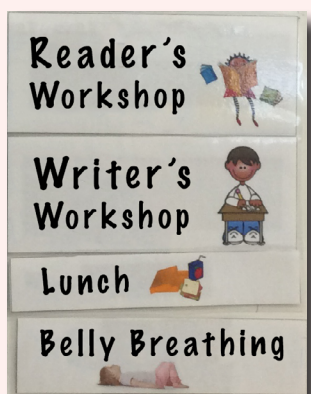 Reader's
Workshop
Writer's
Workshop
Lunch
Belly Breathing